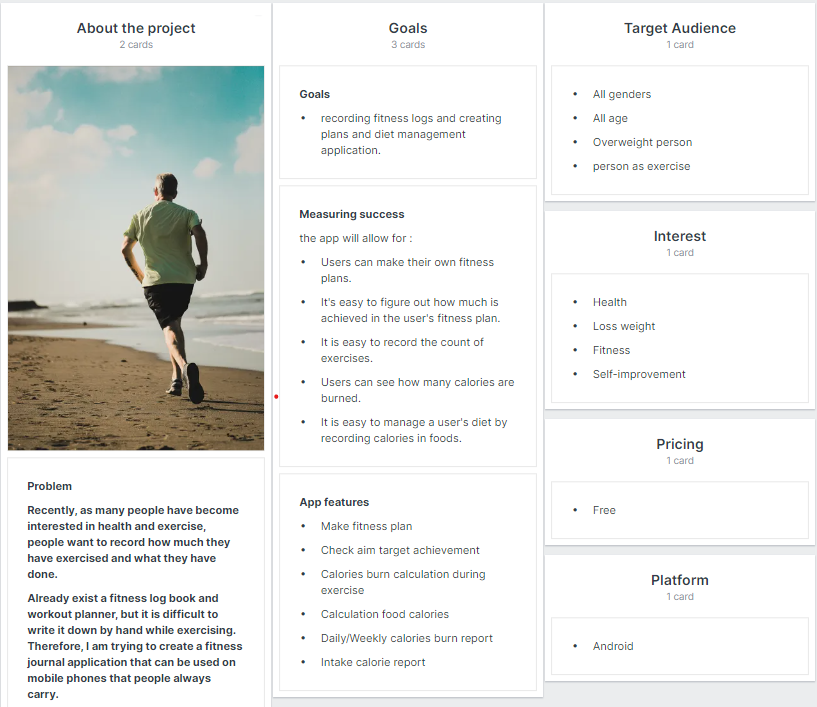 About the project
2 cards
Problem
Recently, as many people have become
interested in health and exercise,
people want to record how much they
have exercised and what they have
done.
Already exist a fitness log book and
workout planner, but it is difficult to
write it down by hand while exercising.
Therefore, I am trying to create a fitness
journal application that can be used on
mobile phones that people always
carry.
Goals
3 cards
Goals
• recording fitness logs and creating
plans and diet management
application.
Measuring success
the app will allow for :
• Users can make their own fitness
plans.
• It's easy to figure out how much is
achieved in the user's fitness plan.
• It is easy to record the count of
exercises.
• Users can see how many calories are
burned.
• It is easy to manage a user's diet by
recording calories in foods.
App features
• Make fitness plan
• Check aim target achievement
• Calories burn calculation during
exercise
• Calculation food calories
• Daily/Weekly calories burn report
• Intake calorie report
Target Audience
1 card
• All genders
• All age
• Overweight person
• person as exercise
Interest
1 card
• Health
• Loss weight
• Fitness
• Self-improvement
Pricing
1 card
• Free
Platform
1 card
• Android